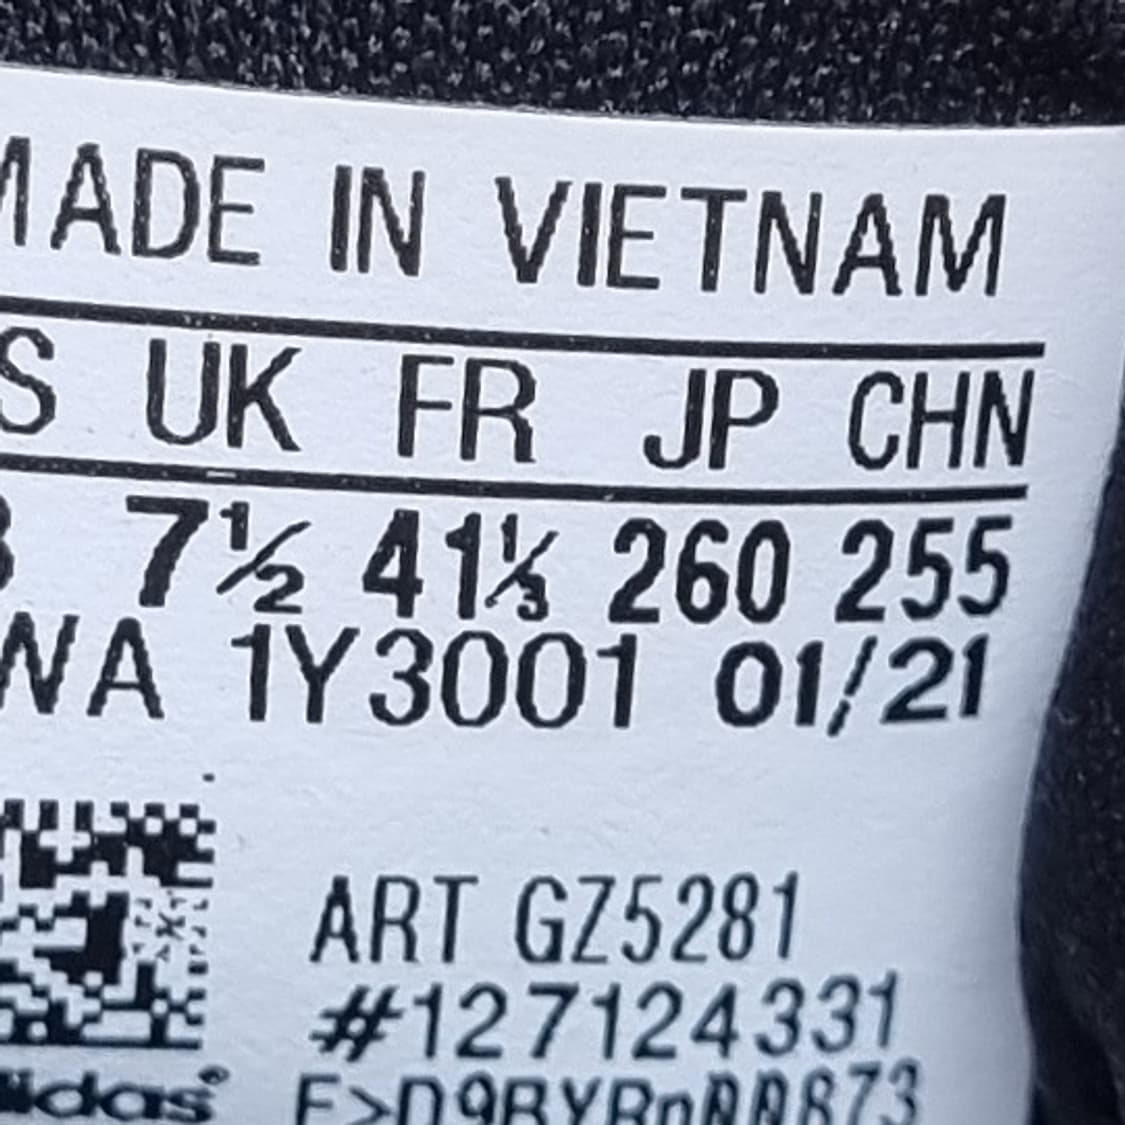 MADE IN VIETNAM
S UK FR JP CHN
7½ 41⅓ 260 255
WA 1Y3001 01/21
ART GZ5281
#127124331
adidas